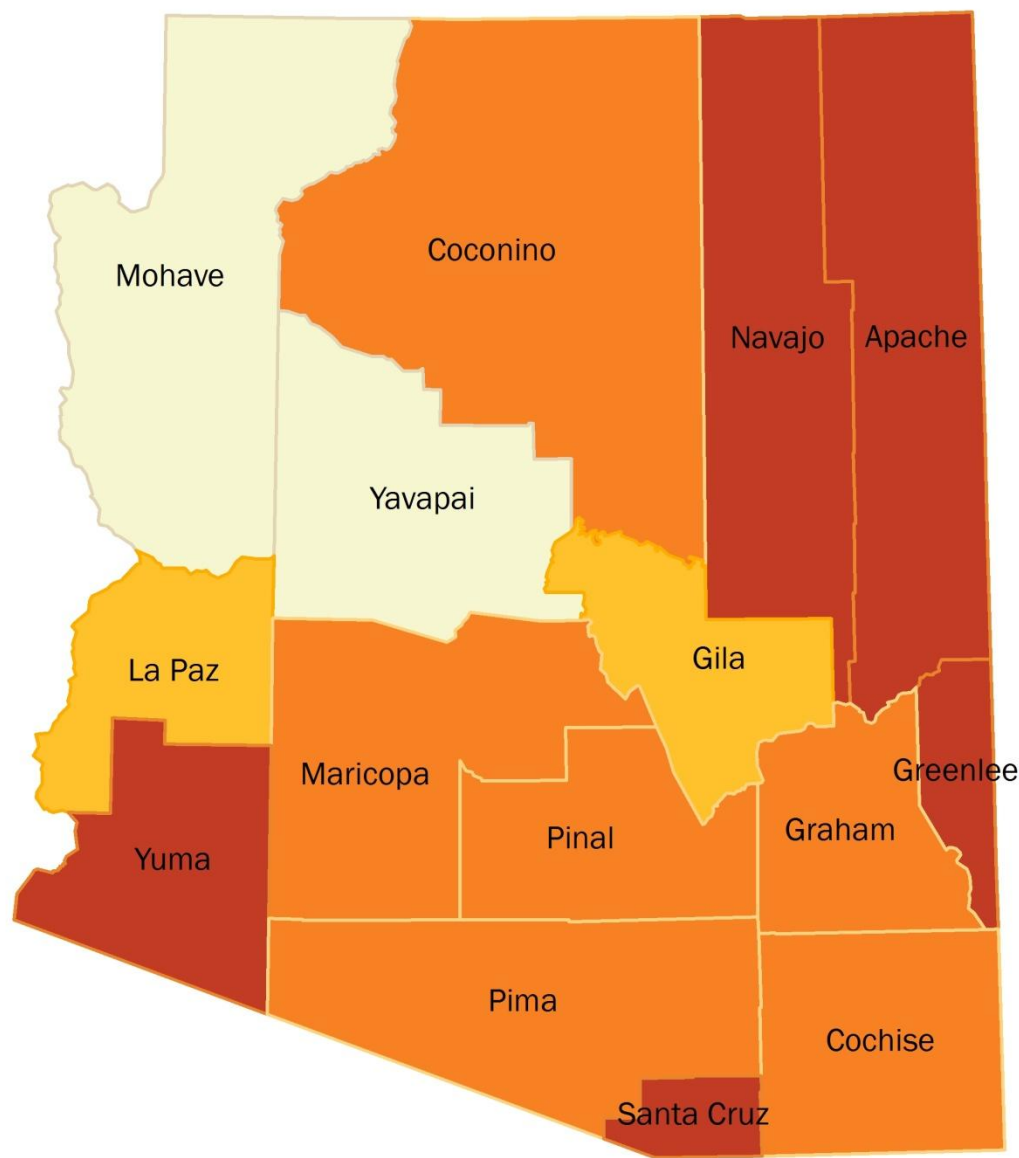 Coconino
Mohave
Navajo
Apache
Yavapai
Gila
La Paz
Maricopa
Greenlee
Graham
Pinal
Yuma
Pima
Cochise
Santa Cruz